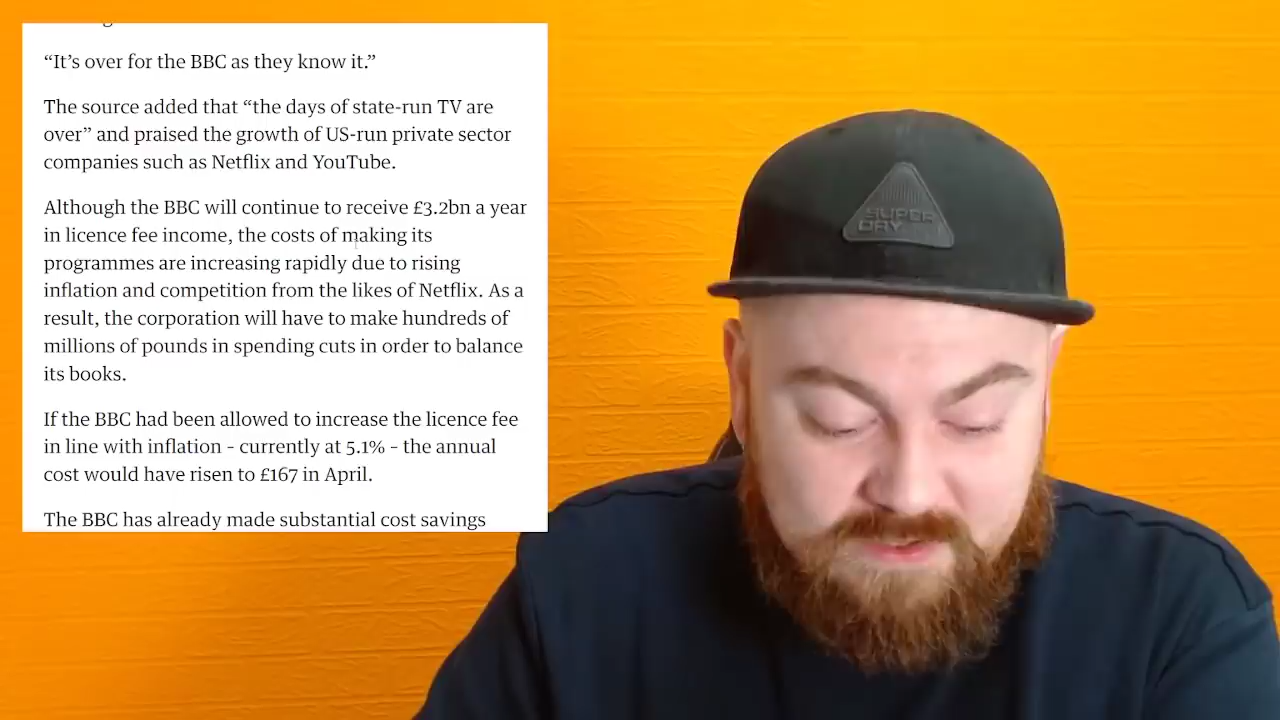 “It’s over for the BBC as they know it.”
The source added that “the days of state-run TV are
over” and praised the growth of US-run private sector
companies such as Netflix and YouTube.
Although the BBC will continue to receive £3.2bn a year
in licence fee income, the costs of making its
programmes are increasing rapidly due to rising
inflation and competition from the likes of Netflix. As a
result, the corporation will have to make hundreds of
millions of pounds in spending cuts in order to balance
its books.
If the BBC had been allowed to increase the licence fee
in line with inflation – currently at 5.1% – the annual
cost would have risen to £167 in April.
The BBC has already made substantial cost savings
SUPER
DRY